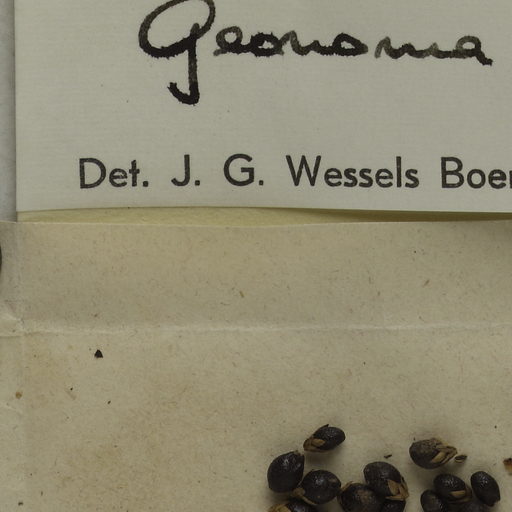 Geonoma
Det. J. G. Wessels Boer